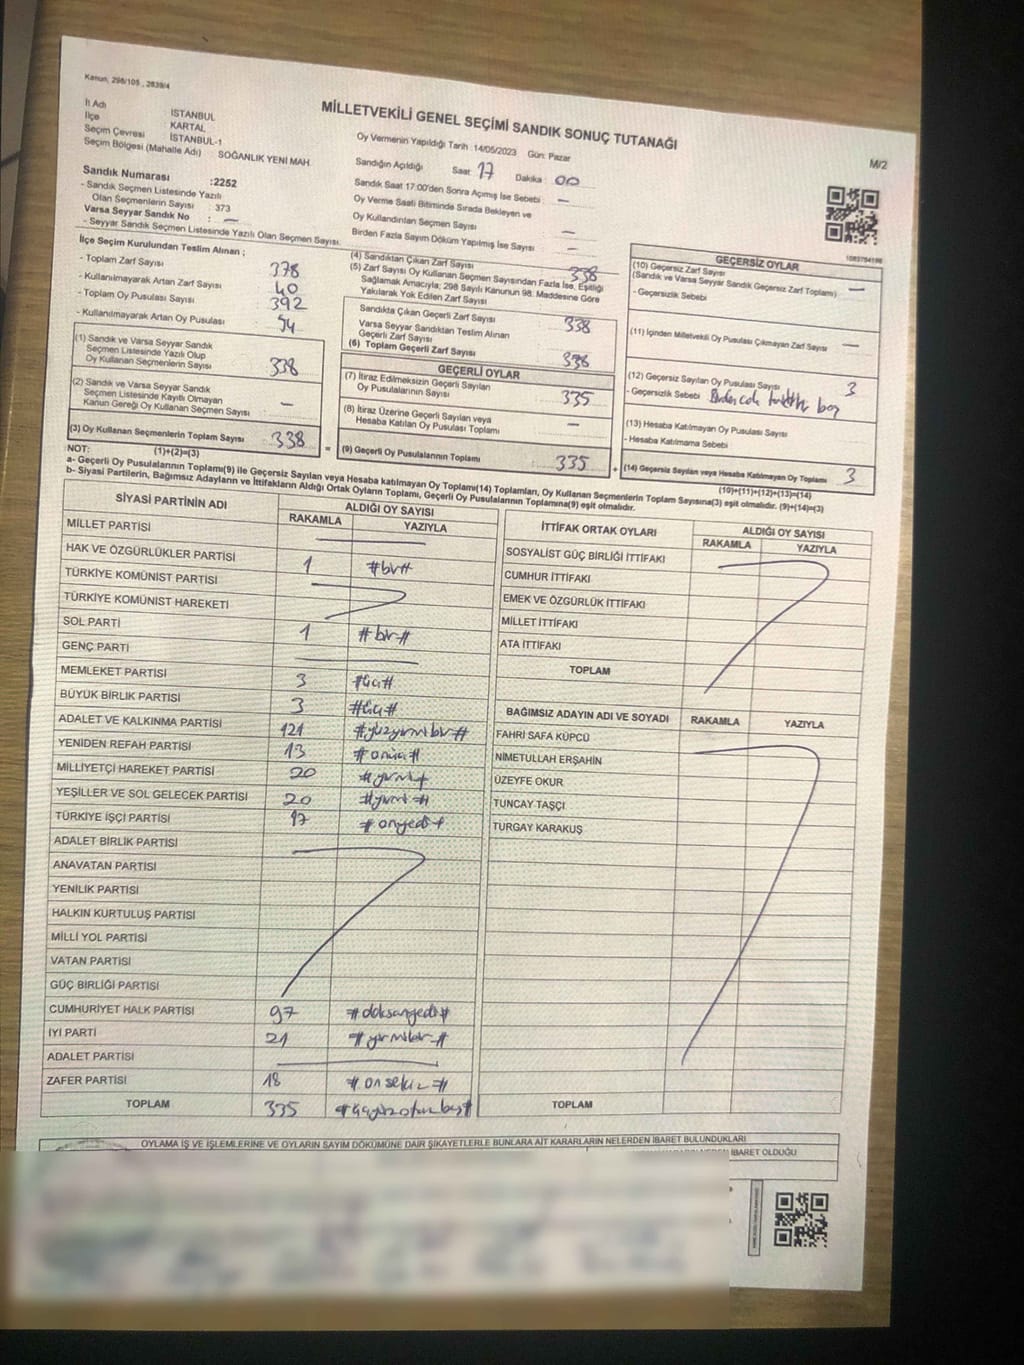 Kanun, 298/105 , 2839/4
MİLLETVEKİLİ GENEL SEÇİMİ SANDIK SONUÇ TUTANAĞI
M/2
İl Adı İSTANBUL
İlçe KARTAL
Seçim Çevresi İSTANBUL-1
Seçim Bölgesi (Mahalle Adı) SOĞANLIK YENİ MAH.
Sandık Numarası :2252
- Sandık Seçmen Listesinde Yazılı
Olan Seçmenlerin Sayısı : 373
Varsa Seyyar Sandık No : —
- Seyyar Sandık Seçmen Listesinde Yazılı Olan Seçmen Sayısı:
Oy Vermenin Yapıldığı Tarih :14/05/2023 Gün: Pazar
Sandığın Açıldığı Saat 17 Dakika : 00
Sandık Saat 17:00'den Sonra Açımış İse Sebebi : —
Oy Verme Saati Bitiminde Sırada Bekleyen ve
Oy Kullandırılan Seçmen Sayısı —
Birden Fazla Sayım Döküm Yapılmış İse Sayısı : —
İlçe Seçim Kurulundan Teslim Alınan ;
- Toplam Zarf Sayısı 378
- Kullanılmayarak Artan Zarf Sayısı 40
- Toplam Oy Pusulası Sayısı 392
- Kullanılmayarak Artan Oy Pusulası 54
(1) Sandık ve Varsa Seyyar Sandık
Seçmen Listesinde Yazılı Olup
Oy Kullanan Seçmenlerin Sayısı 338
(2) Sandık ve Varsa Seyyar Sandık
Seçmen Listesinde Kayıtlı Olmayan
Kanun Gereği Oy Kullanan Seçmen Sayısı —
(3) Oy Kullanan Seçmenlerin Toplam Sayısı 338
(1)+(2)=(3)
(4) Sandıktan Çıkan Zarf Sayısı 338
(5) Zarf Sayısı Oy Kullanan Seçmen Sayısından Fazla İse, Eşitliği
Sağlamak Amacıyla; 298 Sayılı Kanunun 98. Maddesine Göre
Yakılarak Yok Edilen Zarf Sayısı
Sandıkta Çıkan Geçerli Zarf Sayısı 338
Varsa Seyyar Sandıktan Teslim Alınan
Geçerli Zarf Sayısı
(6) Toplam Geçerli Zarf Sayısı 338
GEÇERLİ OYLAR
(7) İtiraz Edilmeksizin Geçerli Sayılan
Oy Pusulalarının Sayısı 335
(8) İtiraz Üzerine Geçerli Sayılan veya
Hesaba Katılan Oy Pusulası Toplamı —
= (9) Geçerli Oy Pusulalarının Toplamı 335 +
GEÇERSİZ OYLAR
(10) Geçersiz Zarf Sayısı
(Sandık ve Varsa Seyyar Sandık Geçersiz Zarf Toplamı) —
- Geçersizlik Sebebi
(11) İçinden Milletvekili Oy Pusulası Çıkmayan Zarf Sayısı —
(12) Geçersiz Sayılan Oy Pusulası Sayısı 3
- Geçersizlik Sebebi
(13) Hesaba Katılmayan Oy Pusulası Sayısı
- Hesaba Katılmama Sebebi
(14) Geçersiz Sayılan veya Hesaba Katılmayan Oy Toplamı 3
(10)+(11)+(12)+(13)=(14)
NOT:
a- Geçerli Oy Pusulalarının Toplamı(9) ile Geçersiz Sayılan veya Hesaba Katılmayan Oy Toplamı(14) Toplamları, Oy Kullanan Seçmenlerin Toplam Sayısına(3) eşit olmalıdır. (9)+(14)=(3)
b- Siyasi Partilerin, Bağımsız Adayların ve İttifakların Aldığı Ortak Oyların Toplamı, Geçerli Oy Pusulalarının Toplamına(9) eşit olmalıdır.
SİYASİ PARTİNİN ADI ALDIĞI OY SAYISI
RAKAMLA YAZIYLA
MİLLET PARTİSİ
HAK VE ÖZGÜRLÜKLER PARTİSİ 1 #bir#
TÜRKİYE KOMÜNİST PARTİSİ
TÜRKİYE KOMÜNİST HAREKETİ
SOL PARTİ 1 #bir#
GENÇ PARTİ
MEMLEKET PARTİSİ 3 #üç#
BÜYÜK BİRLİK PARTİSİ 3 #üç#
ADALET VE KALKINMA PARTİSİ 121 #yüzyirmibir#
YENİDEN REFAH PARTİSİ 13 #onüç#
MİLLİYETÇİ HAREKET PARTİSİ 20 #yirmi#
YEŞİLLER VE SOL GELECEK PARTİSİ 20 #yirmi#
TÜRKİYE İŞÇİ PARTİSİ 17 #onyedi#
ADALET BİRLİK PARTİSİ
ANAVATAN PARTİSİ
YENİLİK PARTİSİ
HALKIN KURTULUŞ PARTİSİ
MİLLİ YOL PARTİSİ
VATAN PARTİSİ
GÜÇ BİRLİĞİ PARTİSİ
CUMHURİYET HALK PARTİSİ 97 #doksanyedi#
İYİ PARTİ 21 #yirmibir#
ADALET PARTİSİ
ZAFER PARTİSİ 18 #onsekiz#
TOPLAM 335 #üçyüzotuzbeş#
İTTİFAK ORTAK OYLARI ALDIĞI OY SAYISI
RAKAMLA YAZIYLA
SOSYALİST GÜÇ BİRLİĞİ İTTİFAKI
CUMHUR İTTİFAKI
EMEK VE ÖZGÜRLÜK İTTİFAKI
MİLLET İTTİFAKI
ATA İTTİFAKI
TOPLAM
BAĞIMSIZ ADAYIN ADI VE SOYADI RAKAMLA YAZIYLA
FAHRİ SAFA KÜPCÜ
NİMETULLAH ERŞAHİN
ÜZEYFE OKUR
TUNCAY TAŞÇI
TURGAY KARAKUŞ
TOPLAM
OYLAMA İŞ VE İŞLEMLERİNE VE OYLARIN SAYIM DÖKÜMÜNE DAİR ŞİKAYETLERLE BUNLARA AİT KARARLARIN NELERDEN İBARET BULUNDUKLARI
İBARET OLDUĞU